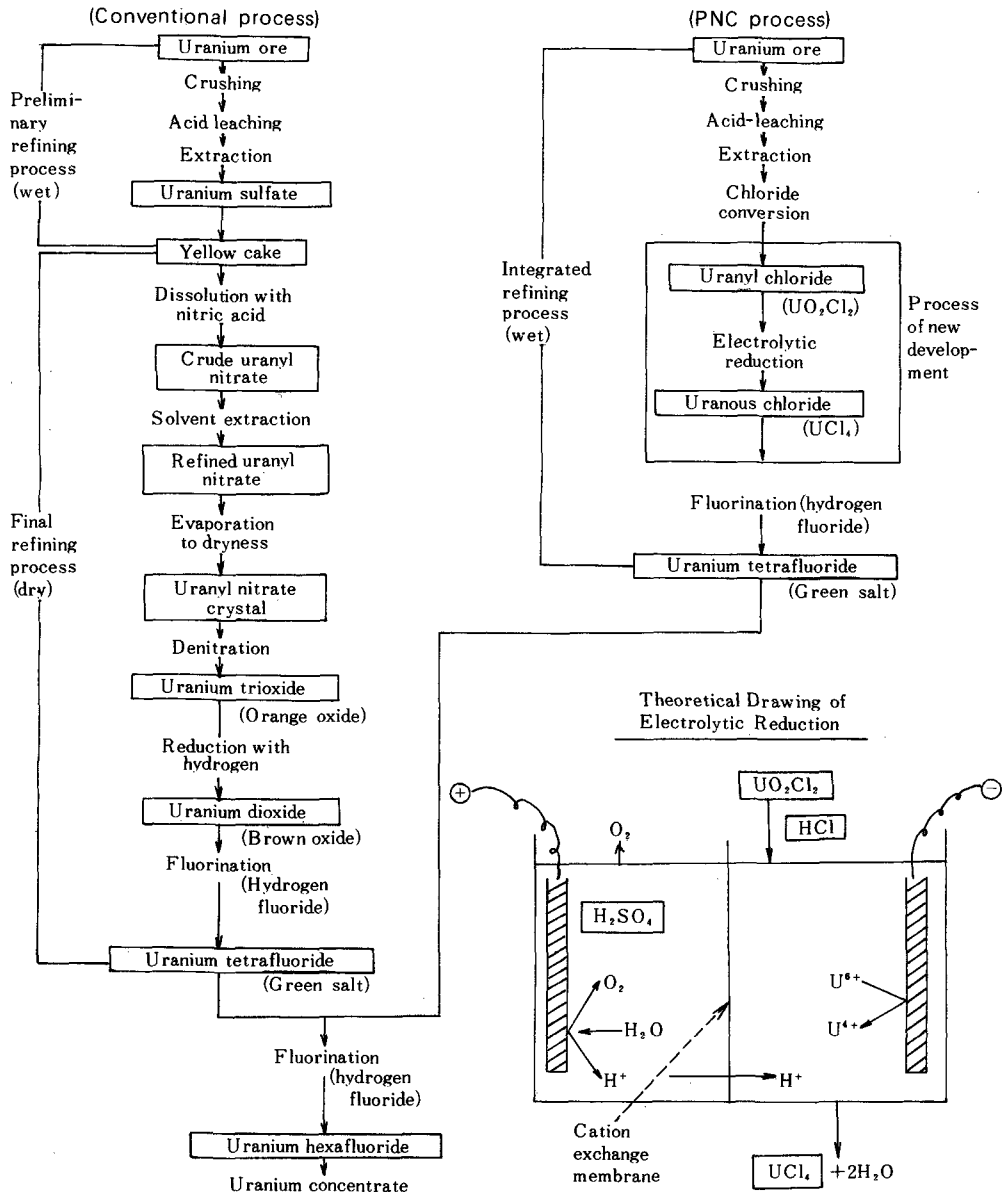 (Conventional process)
Uranium ore
Crushing
Acid leaching
Extraction
Uranium sulfate
Prelimi-
nary
refining
process
(wet)
Yellow cake
Dissolution with
nitric acid
Crude uranyl
nitrate
Solvent extraction
Refined uranyl
nitrate
Evaporation
to dryness
Uranyl nitrate
crystal
Denitration
Uranium trioxide
(Orange oxide)
Reduction with
hydrogen
Uranium dioxide
(Brown oxide)
Fluorination
(Hydrogen
fluoride)
Final
refining
process
(dry)
Uranium tetrafluoride
(Green salt)
Fluorination
(hydrogen
fluoride)
Uranium hexafluoride
Uranium concentrate
(PNC process)
Uranium ore
Crushing
Acid-leaching
Extraction
Chloride
conversion
Uranyl chloride
(UO₂Cl₂)
Electrolytic
reduction
Uranous chloride
(UCl₄)
Process
of new
develop-
ment
Integrated
refining
process
(wet)
Fluorination (hydrogen
fluoride)
Uranium tetrafluoride
(Green salt)
Theoretical Drawing of
Electrolytic Reduction
+
−
UO₂Cl₂
HCl
O₂
H₂SO₄
O₂
H₂O
H⁺
H⁺
U⁶⁺
U⁴⁺
Cation
exchange
membrane
UCl₄ +2H₂O